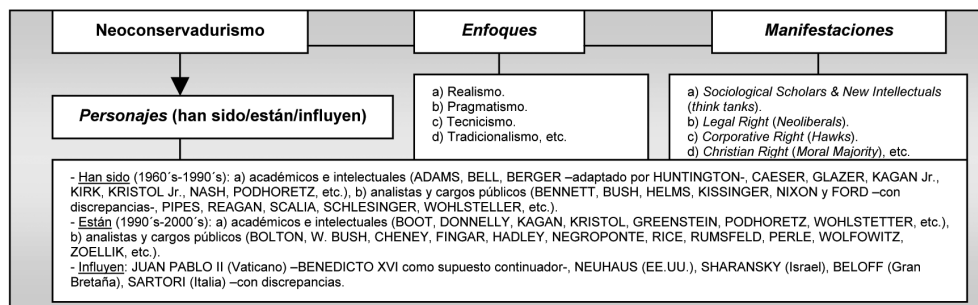 Neoconservadurismo
Enfoques
Manifestaciones
a) Realismo.
b) Pragmatismo.
c) Tecnicismo.
d) Tradicionalismo, etc.
a) Sociological Scholars & New Intellectuals
(think tanks).
b) Legal Right (Neoliberals).
c) Corporative Right (Hawks).
d) Christian Right (Moral Majority), etc.
Personajes (han sido/están/influyen)
- Han sido (1960´s-1990´s): a) académicos e intelectuales (ADAMS, BELL, BERGER –adaptado por HUNTINGTON-, CAESER, GLAZER, KAGAN Jr.,
KIRK, KRISTOL Jr., NASH, PODHORETZ, etc.), b) analistas y cargos públicos (BENNETT, BUSH, HELMS, KISSINGER, NIXON y FORD –con
discrepancias-, PIPES, REAGAN, SCALIA, SCHLESINGER, WOHLSTELLER, etc.).
- Están (1990´s-2000´s): a) académicos e intelectuales (BOOT, DONNELLY, KAGAN, KRISTOL, GREENSTEIN, PODHORETZ, WOHLSTETTER, etc.),
b) analistas y cargos públicos (BOLTON, W. BUSH, CHENEY, FINGAR, HADLEY, NEGROPONTE, RICE, RUMSFELD, PERLE, WOLFOWITZ,
ZOELLIK, etc.).
- Influyen: JUAN PABLO II (Vaticano) –BENEDICTO XVI como supuesto continuador-, NEUHAUS (EE.UU.), SHARANSKY (Israel), BELOFF (Gran
Bretaña), SARTORI (Italia) –con discrepancias.